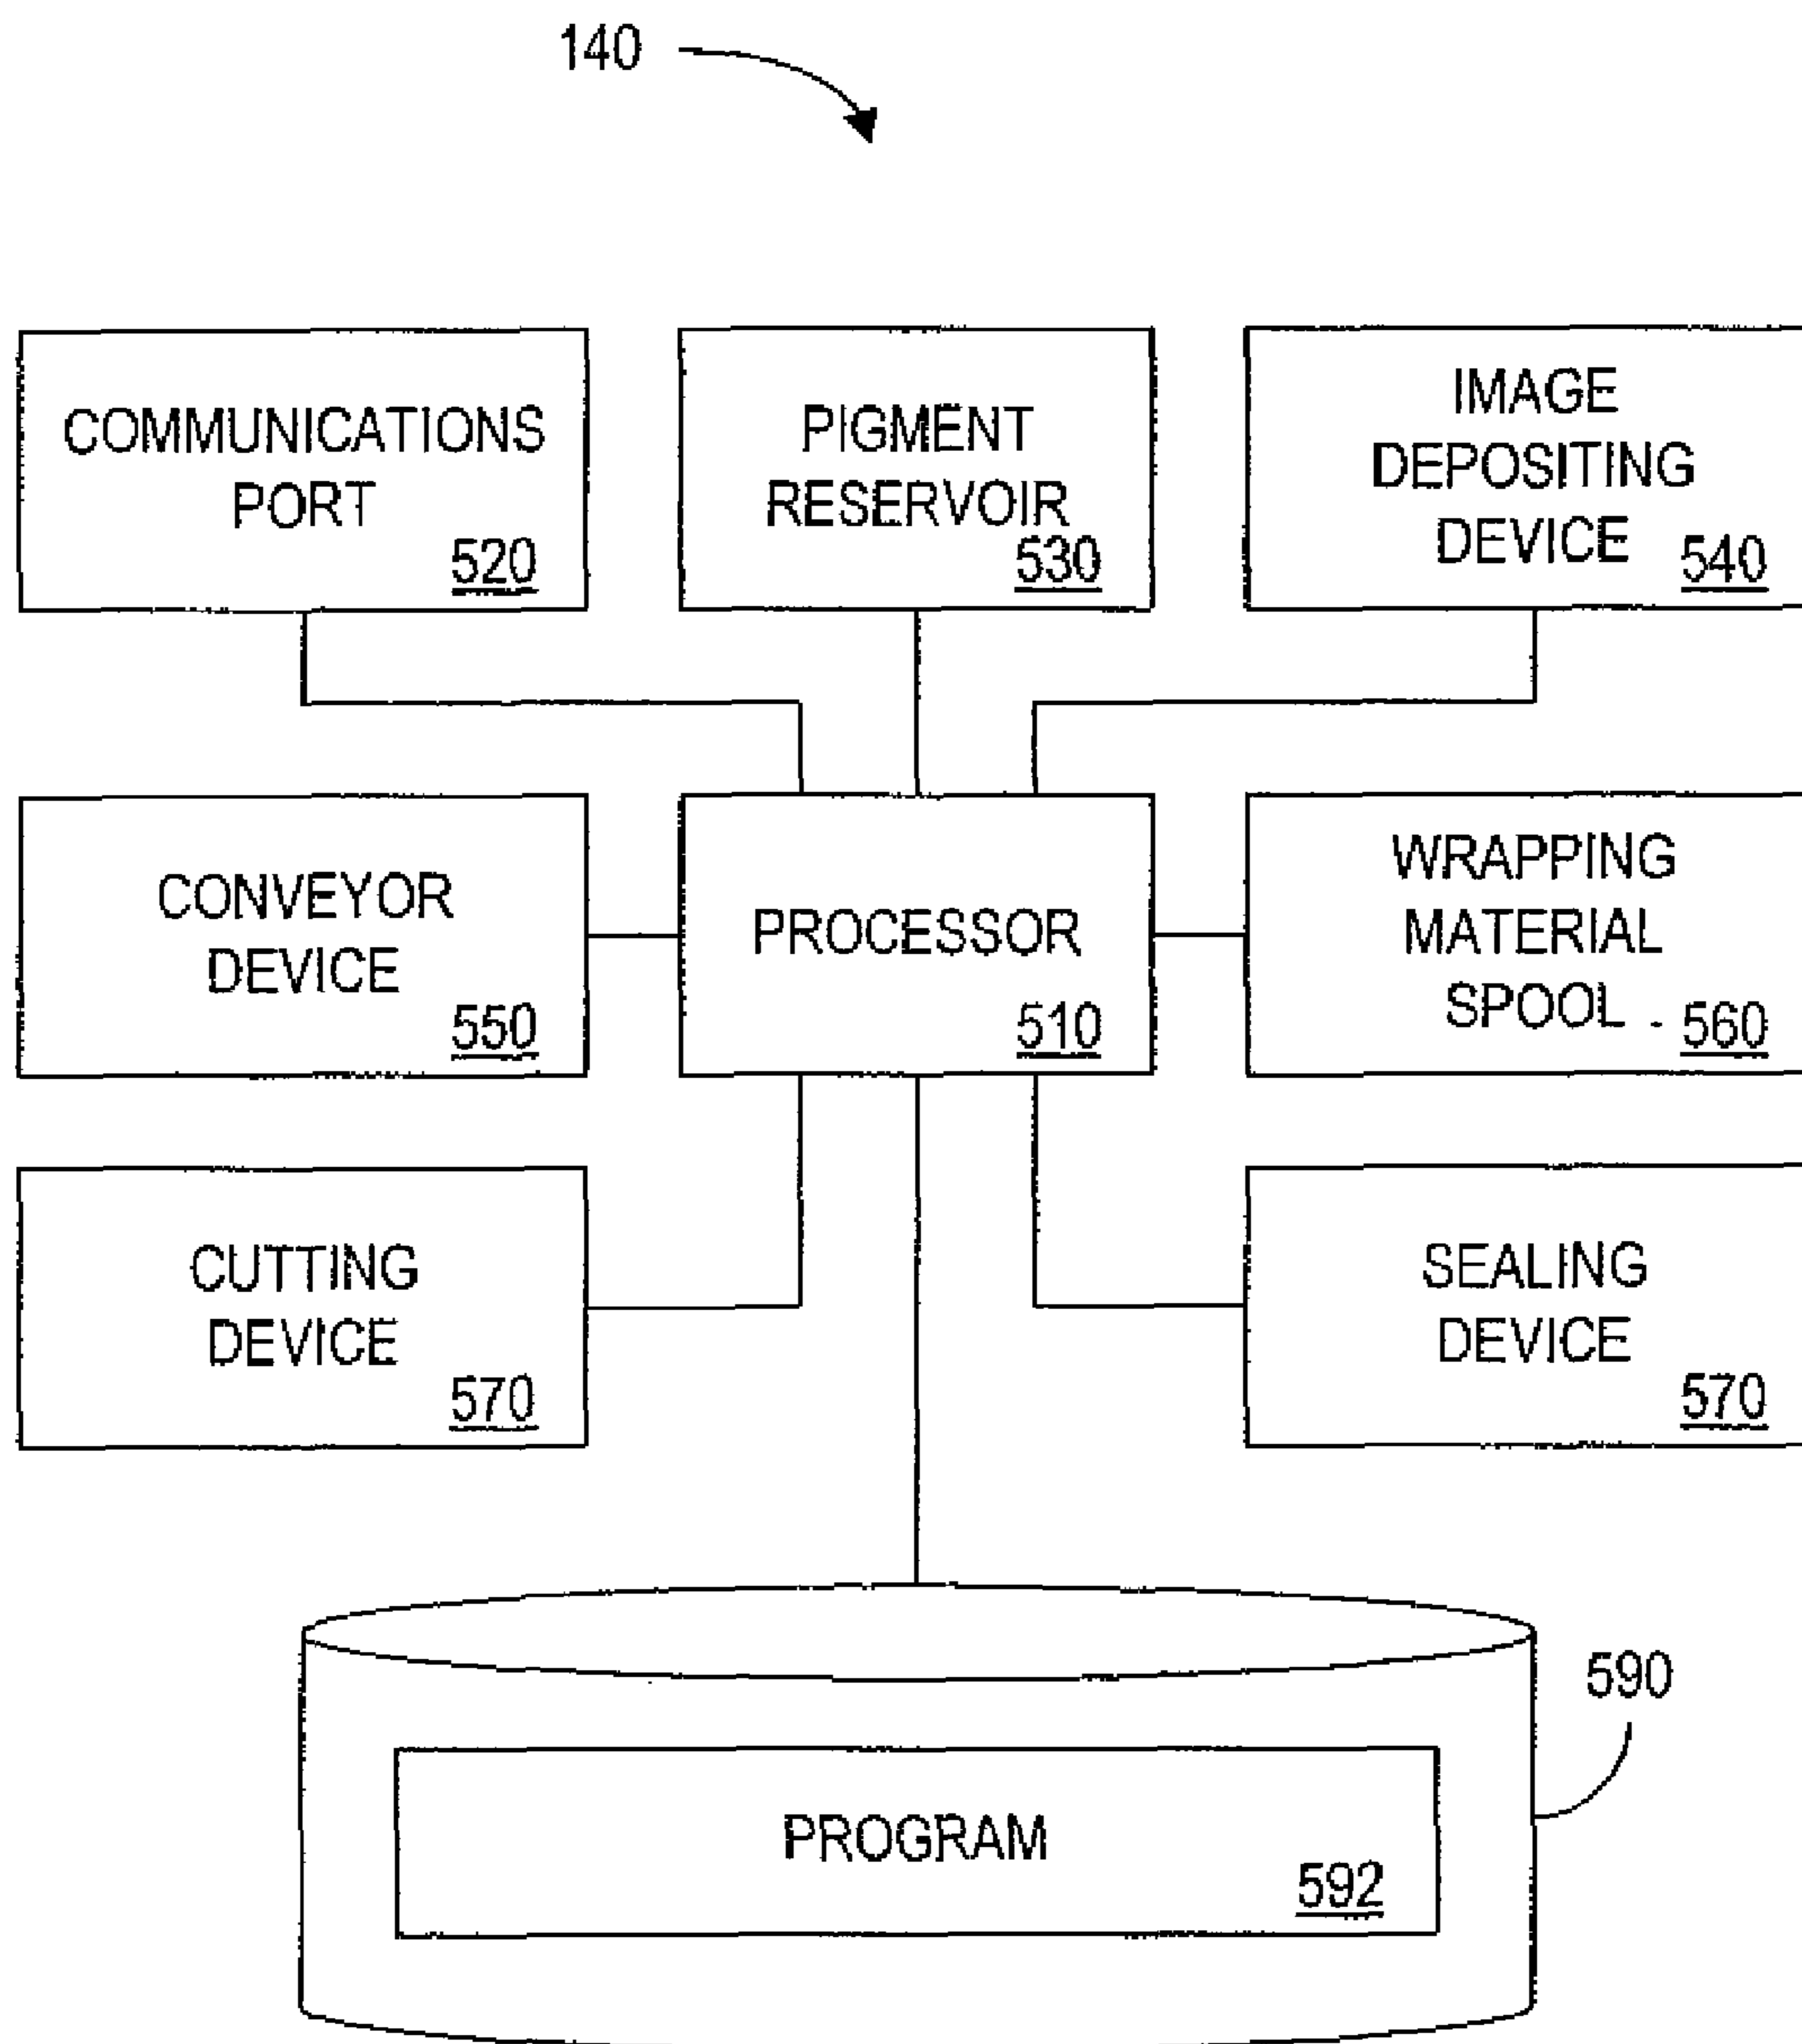 140
COMMUNICATIONS
PORT
520
PIGMENT
RESERVOIR
530
IMAGE
DEPOSITING
DEVICE
540
CONVEYOR
DEVICE
550
PROCESSOR
510
WRAPPING
MATERIAL
SPOOL
560
CUTTING
DEVICE
570
SEALING
DEVICE
570
590
PROGRAM
592